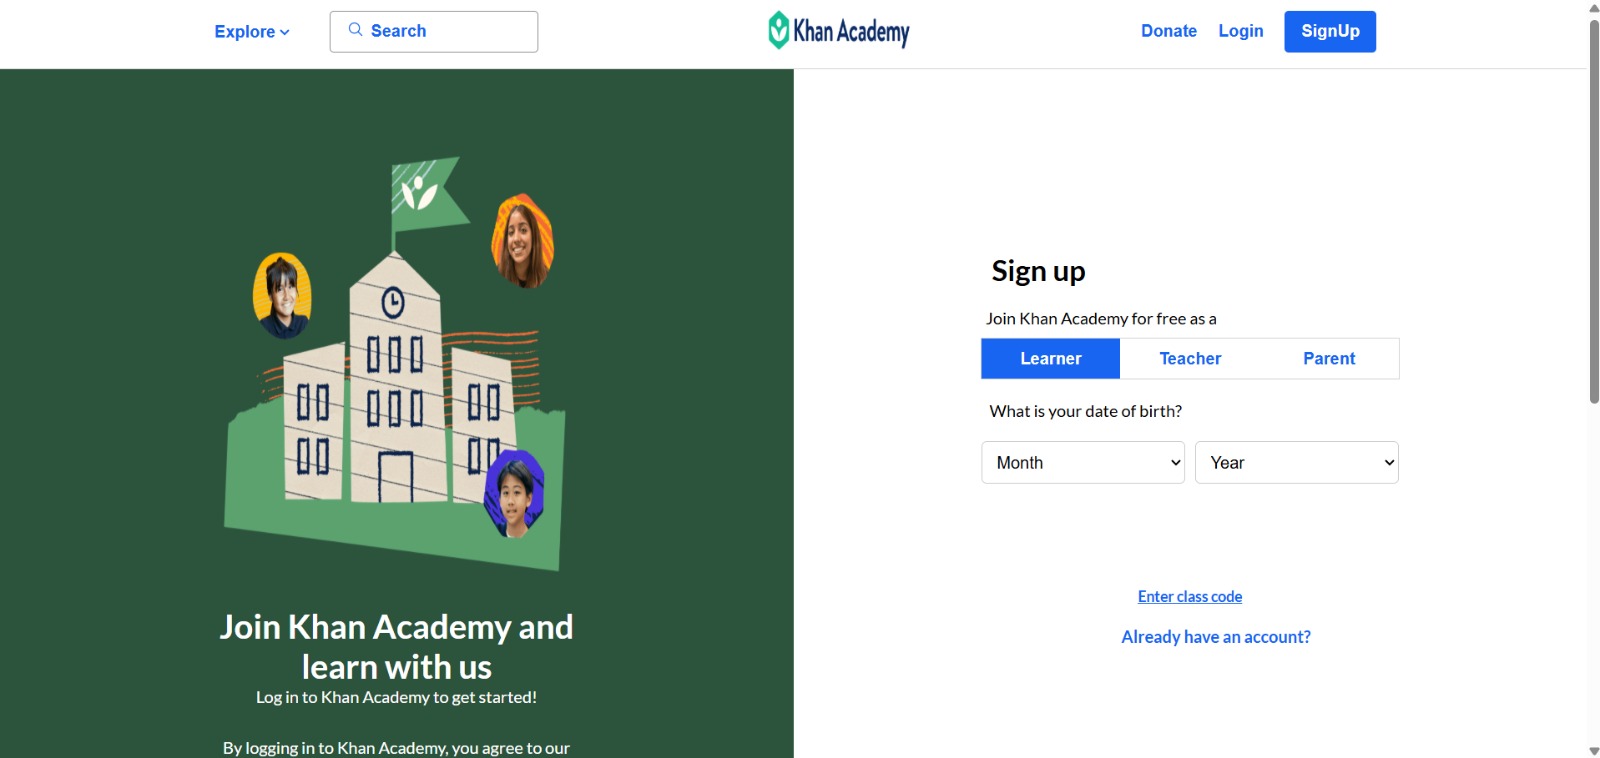 Explore
Search
Khan Academy
Donate
Login
SignUp
Join Khan Academy and
learn with us
Log in to Khan Academy to get started!
By logging in to Khan Academy, you agree to our
Sign up
Join Khan Academy for free as a
Learner
Teacher
Parent
What is your date of birth?
Month
Year
Enter class code
Already have an account?